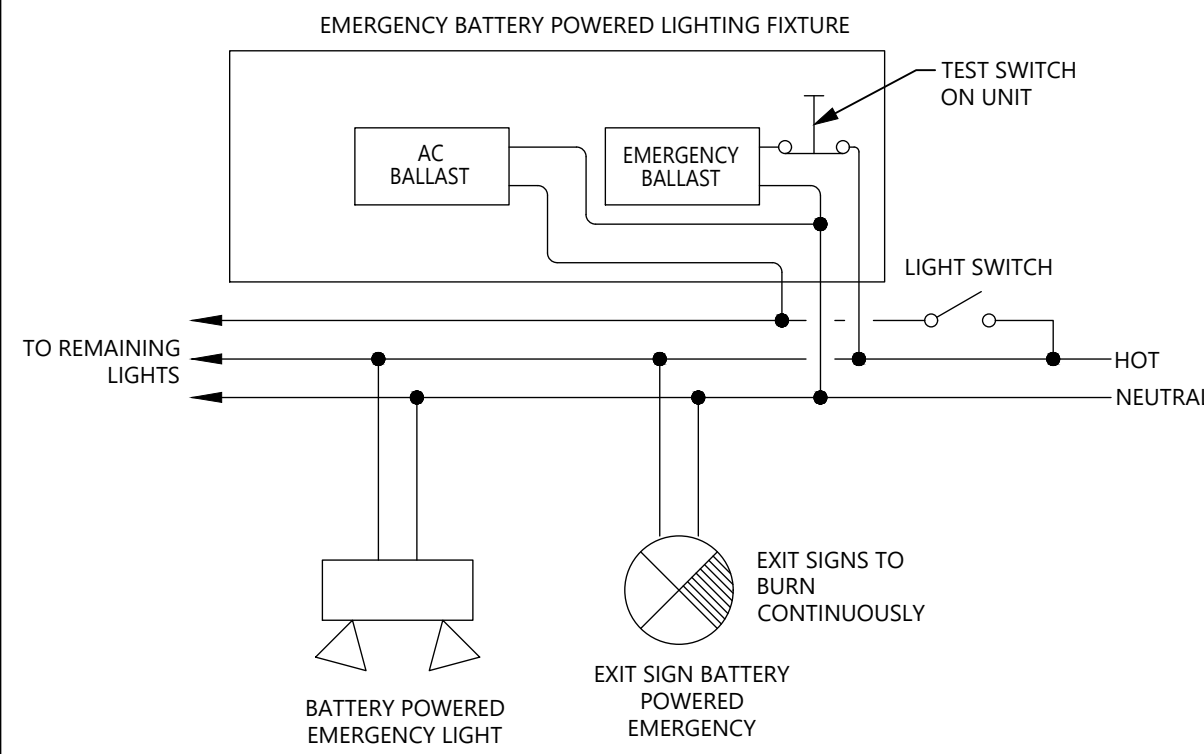 EMERGENCY BATTERY POWERED LIGHTING FIXTURE
TEST SWITCH
ON UNIT
AC
BALLAST
EMERGENCY
BALLAST
LIGHT SWITCH
TO REMAINING
LIGHTS
HOT
NEUTRAL
EXIT SIGNS TO
BURN
CONTINUOUSLY
EXIT SIGN BATTERY
POWERED
EMERGENCY
BATTERY POWERED
EMERGENCY LIGHT